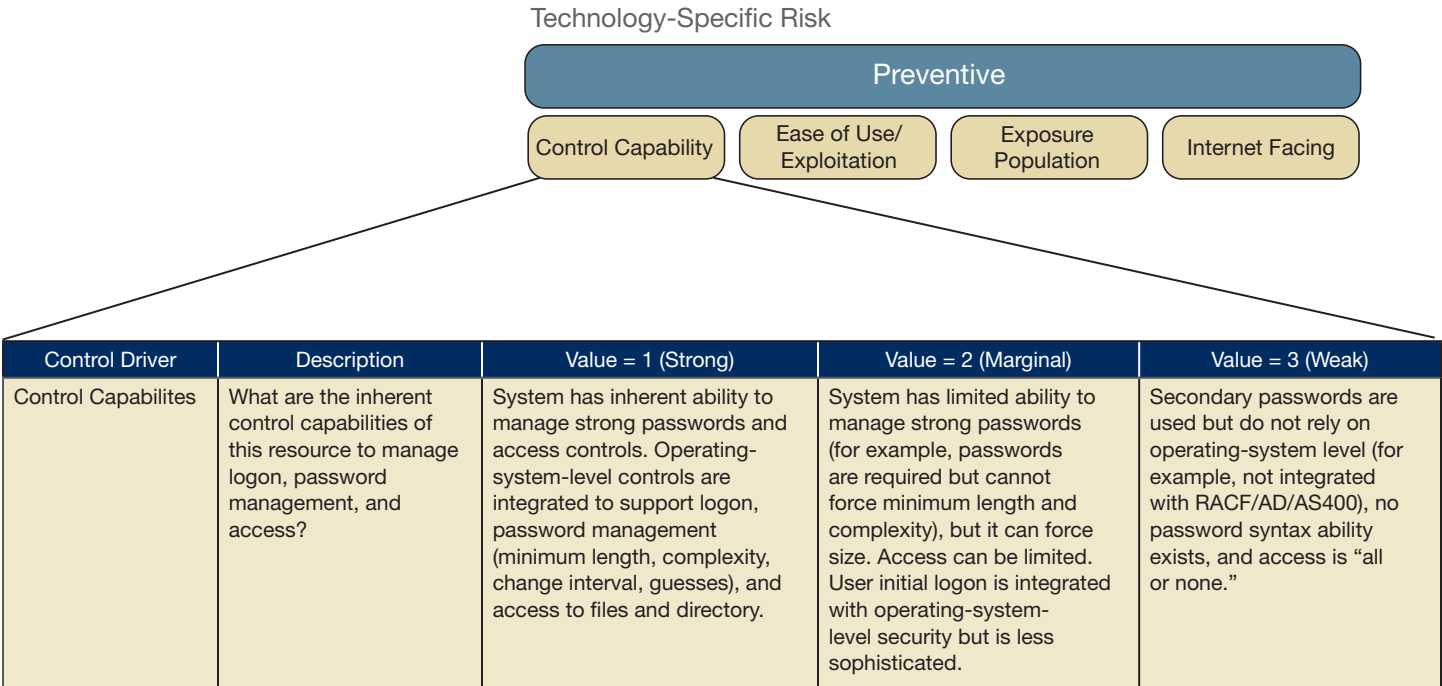 Technology-Specific Risk
Preventive
Control Capability
Ease of Use/
Exploitation
Exposure
Population
Internet Facing
Control Driver
Description
Value = 1 (Strong)
Value = 2 (Marginal)
Value = 3 (Weak)
Control Capabilites
What are the inherent
control capabilities of
this resource to manage
logon, password
management, and
access?
System has inherent ability to
manage strong passwords and
access controls. Operating-
system-level controls are
integrated to support logon,
password management
(minimum length, complexity,
change interval, guesses), and
access to files and directory.
System has limited ability to
manage strong passwords
(for example, passwords
are required but cannot
force minimum length and
complexity), but it can force
size. Access can be limited.
User initial logon is integrated
with operating-system-
level security but is less
sophisticated.
Secondary passwords are
used but do not rely on
operating-system level (for
example, not integrated
with RACF/AD/AS400), no
password syntax ability
exists, and access is “all
or none.”